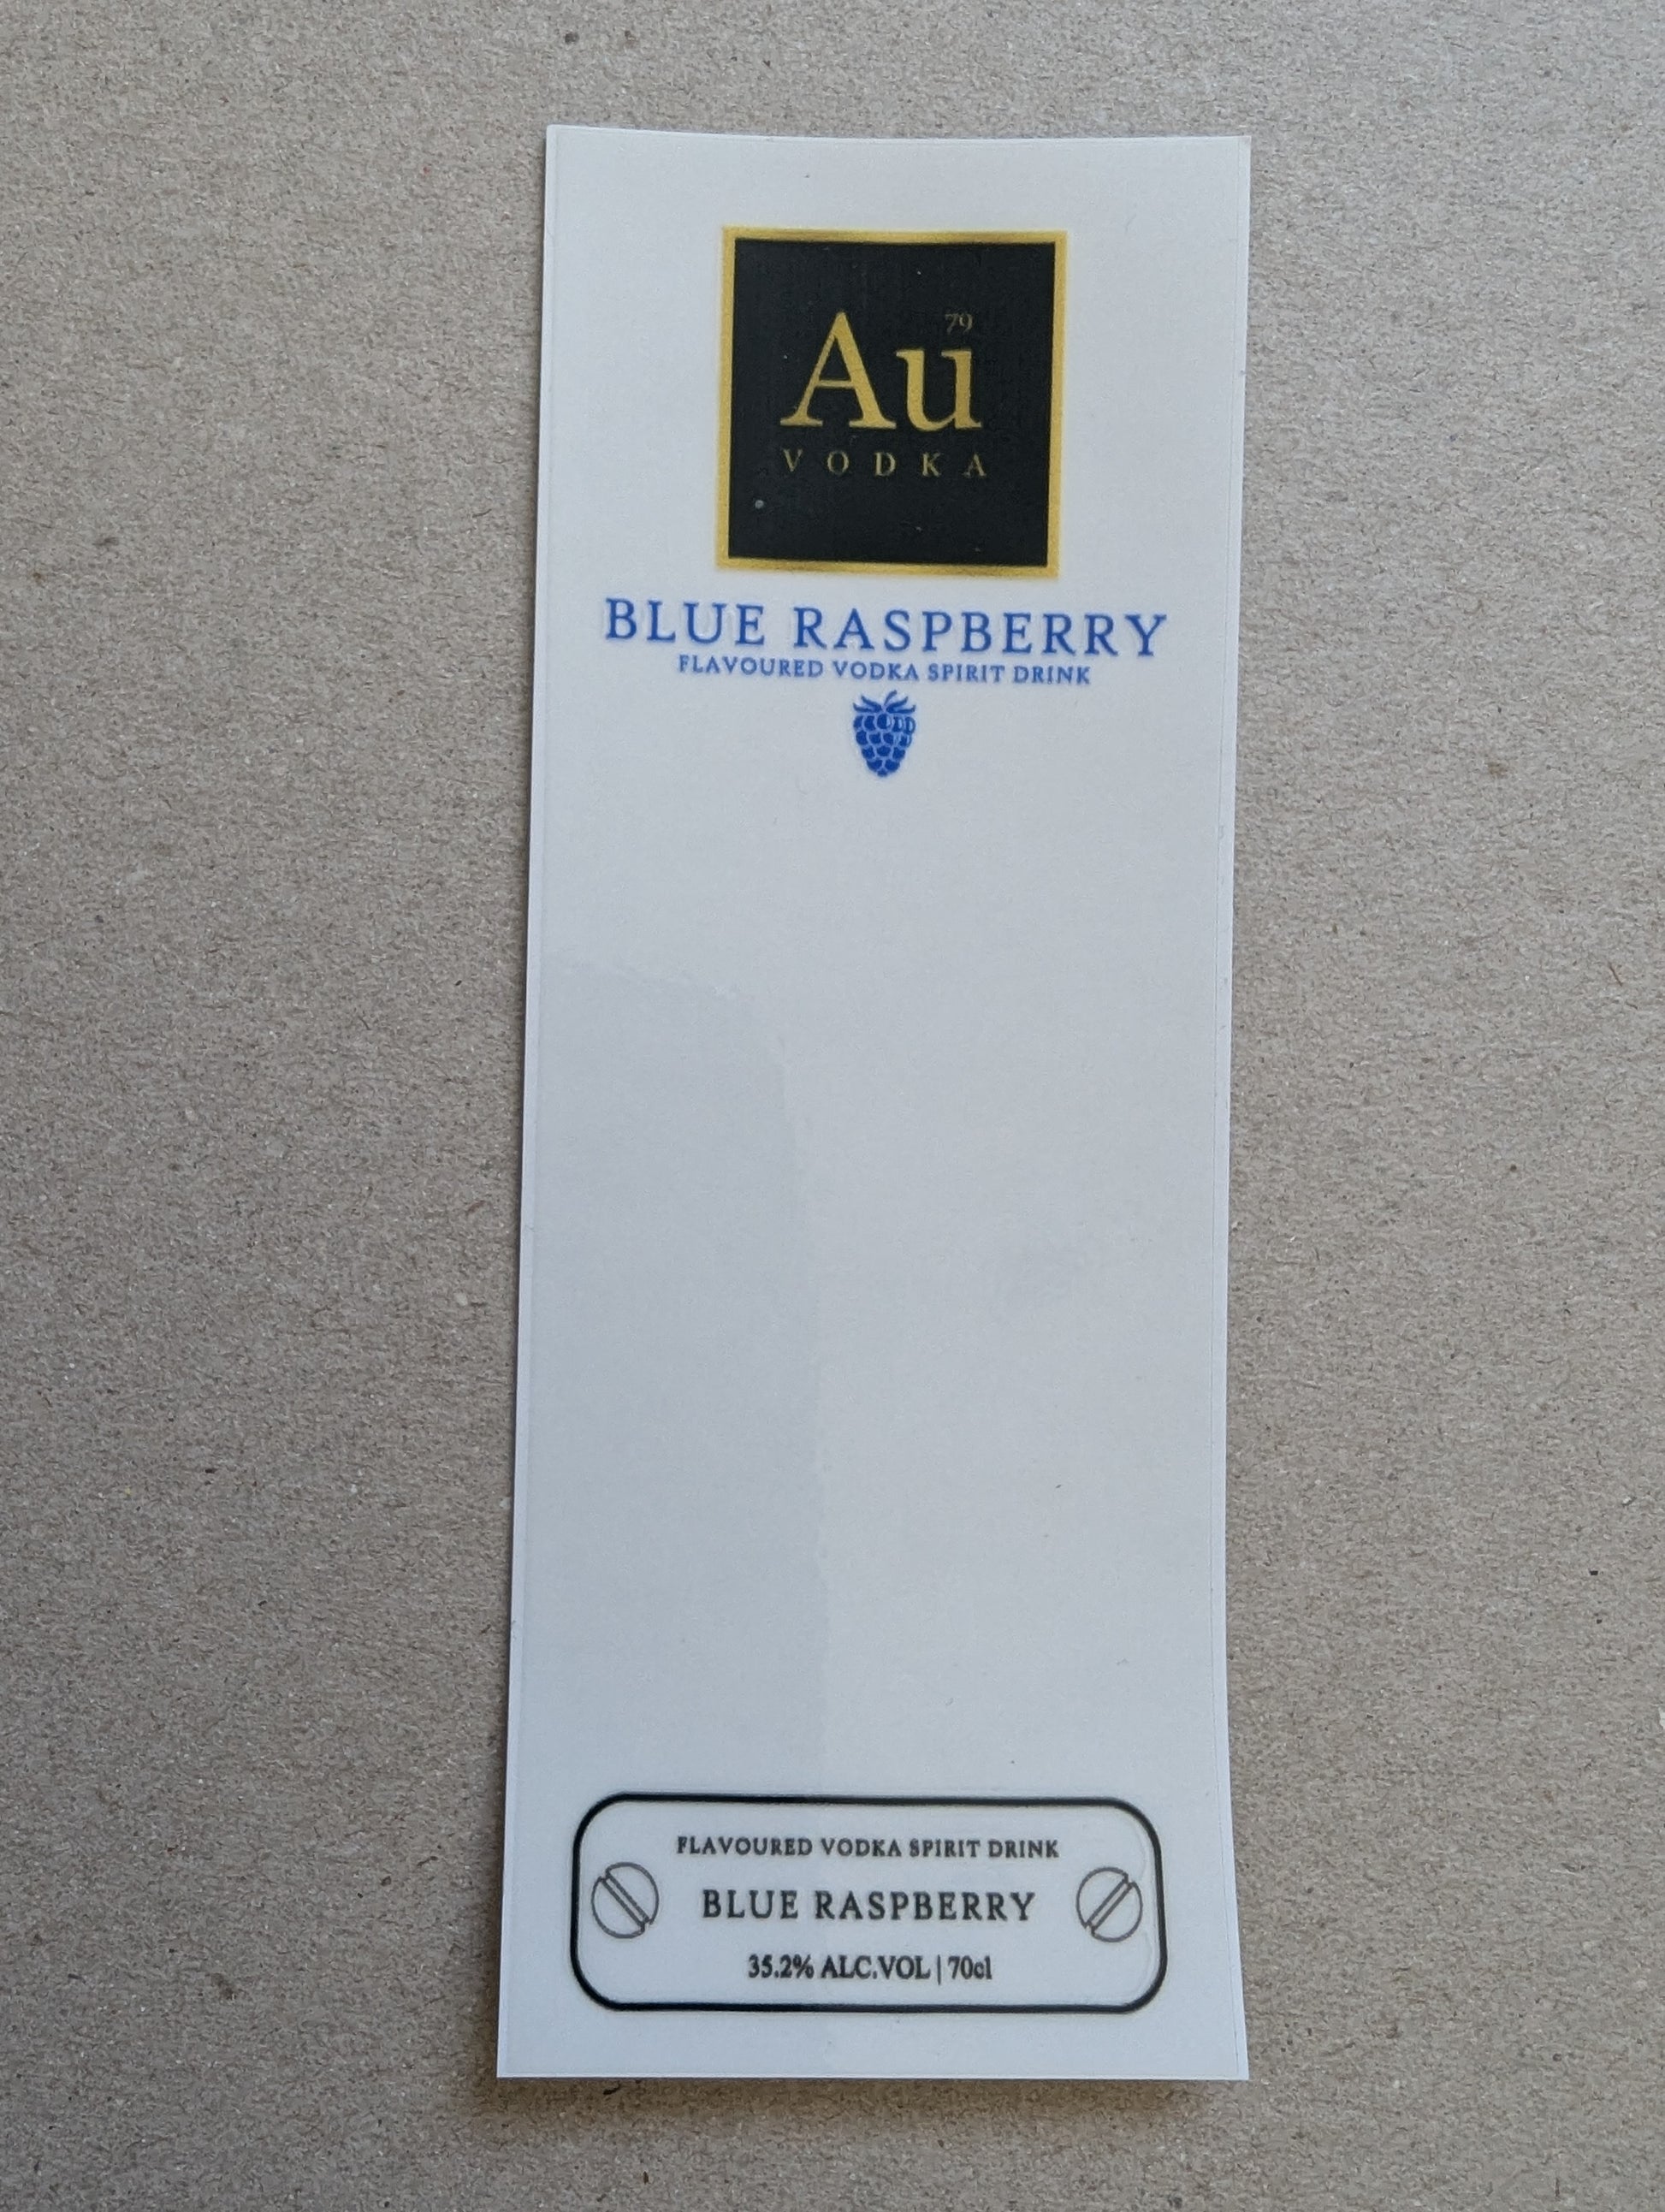 79
Au
VODKA
BLUE RASPBERRY
FLAVOURED VODKA SPIRIT DRINK
FLAVOURED VODKA SPIRIT DRINK
BLUE RASPBERRY
35.2% ALC.VOL | 70cl